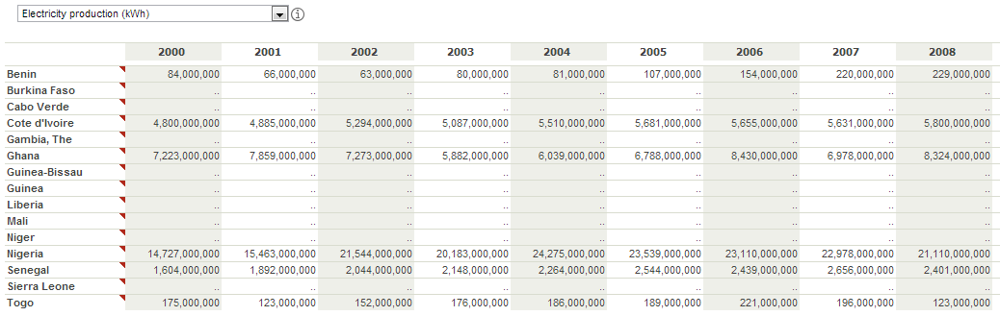 Electricity production (kWh)
2000 2001 2002 2003 2004 2005 2006 2007 2008
Benin 84,000,000 66,000,000 63,000,000 80,000,000 81,000,000 107,000,000 154,000,000 220,000,000 229,000,000
Burkina Faso .. .. .. .. .. .. .. .. ..
Cabo Verde .. .. .. .. .. .. .. .. ..
Cote d'Ivoire 4,800,000,000 4,885,000,000 5,294,000,000 5,087,000,000 5,510,000,000 5,681,000,000 5,655,000,000 5,631,000,000 5,800,000,000
Gambia, The .. .. .. .. .. .. .. .. ..
Ghana 7,223,000,000 7,859,000,000 7,273,000,000 5,882,000,000 6,039,000,000 6,788,000,000 8,430,000,000 6,978,000,000 8,324,000,000
Guinea-Bissau .. .. .. .. .. .. .. .. ..
Guinea .. .. .. .. .. .. .. .. ..
Liberia .. .. .. .. .. .. .. .. ..
Mali .. .. .. .. .. .. .. .. ..
Niger .. .. .. .. .. .. .. .. ..
Nigeria 14,727,000,000 15,463,000,000 21,544,000,000 20,183,000,000 24,275,000,000 23,539,000,000 23,110,000,000 22,978,000,000 21,110,000,000
Senegal 1,604,000,000 1,892,000,000 2,044,000,000 2,148,000,000 2,264,000,000 2,544,000,000 2,439,000,000 2,656,000,000 2,401,000,000
Sierra Leone .. .. .. .. .. .. .. .. ..
Togo 175,000,000 123,000,000 152,000,000 176,000,000 186,000,000 189,000,000 221,000,000 196,000,000 123,000,000